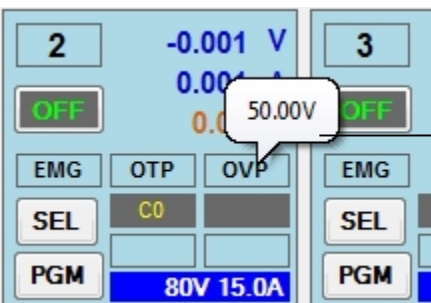 2 -0.001 V 3
0.001
OFF 50.00V OFF
0.0
EMG OTP OVP EMG
SEL C0 SEL
PGM 80V 15.0A PGM